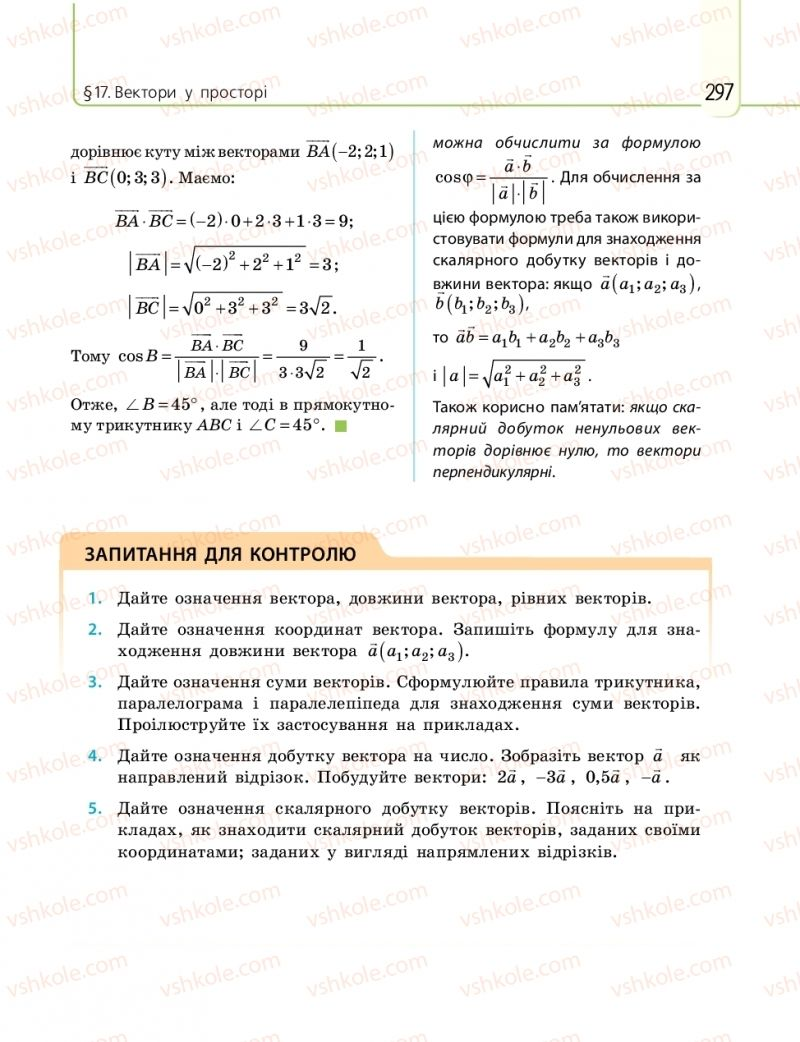 § 17. Вектори у просторі
297
дорівнює куту між векторами BA⃗(−2; 2; 1)
і BC⃗(0; 3; 3). Маємо:
BA⃗ · BC⃗ = (−2) · 0 + 2 · 3 + 1 · 3 = 9;
|BA⃗| = √((−2)² + 2² + 1²) = 3;
|BC⃗| = √(0² + 3² + 3²) = 3√2.
Тому cos B = (BA⃗ · BC⃗)/(|BA⃗| · |BC⃗|) = 9/(3 · 3√2) = 1/√2.
Отже, ∠B = 45°, але тоді в прямокутно-
му трикутнику ABC і ∠C = 45°. ■
можна обчислити за формулою
cos φ = (a⃗ · b⃗)/(|a⃗| · |b⃗|). Для обчислення за
цією формулою треба також викори-
стовувати формули для знаходження
скалярного добутку векторів і до-
вжини вектора: якщо a⃗(a₁; a₂; a₃),
b⃗(b₁; b₂; b₃),
то a⃗b⃗ = a₁b₁ + a₂b₂ + a₃b₃
і |a| = √(a₁² + a₂² + a₃²).
Також корисно пам’ятати: якщо ска-
лярний добуток ненульових век-
торів дорівнює нулю, то вектори
перпендикулярні.
ЗАПИТАННЯ ДЛЯ КОНТРОЛЮ
1. Дайте означення вектора, довжини вектора, рівних векторів.
2. Дайте означення координат вектора. Запишіть формулу для зна-
ходження довжини вектора a⃗(a₁; a₂; a₃).
3. Дайте означення суми векторів. Сформулюйте правила трикутника,
паралелограма і паралелепіпеда для знаходження суми векторів.
Проілюструйте їх застосування на прикладах.
4. Дайте означення добутку вектора на число. Зобразіть вектор a⃗ як
направлений відрізок. Побудуйте вектори: 2a⃗, −3a⃗, 0,5a⃗, −a⃗.
5. Дайте означення скалярного добутку векторів. Поясніть на при-
кладах, як знаходити скалярний добуток векторів, заданих своїми
координатами; заданих у вигляді напрямлених відрізків.
vshkole.com